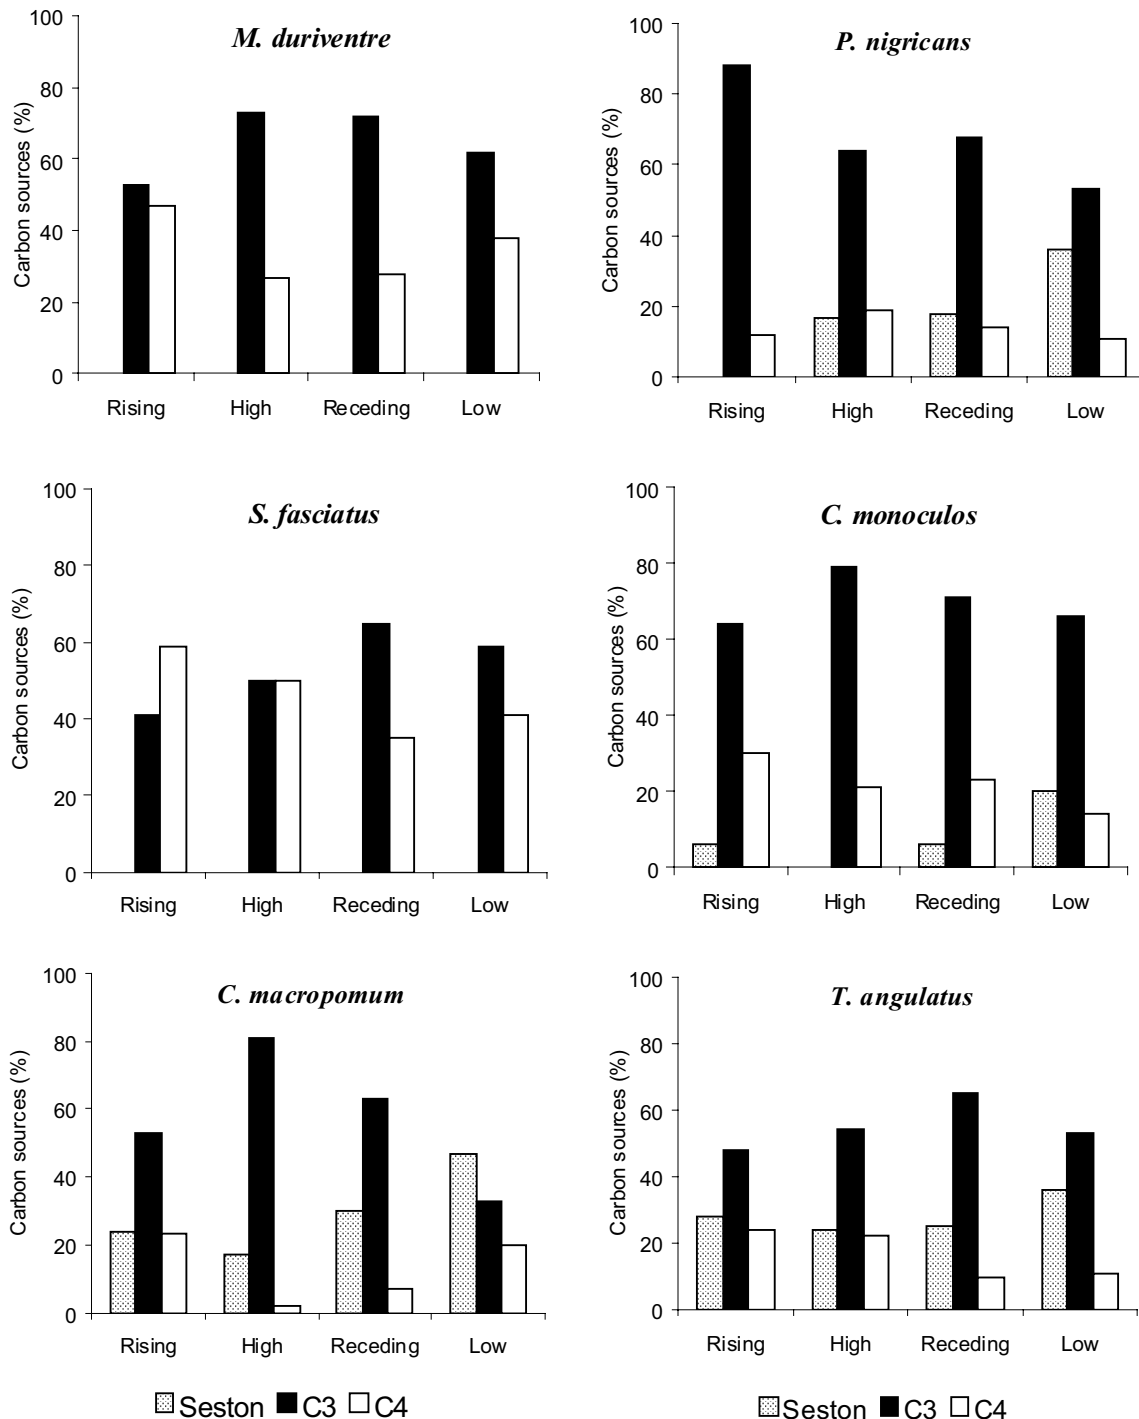 M. duriventre
Carbon sources (%)
100
80
60
40
20
0
Rising High Receding Low
P. nigricans
Carbon sources (%)
100
80
60
40
20
0
Rising High Receding Low
S. fasciatus
Carbon sources (%)
100
80
60
40
20
0
Rising High Receding Low
C. monoculos
Carbon sources (%)
100
80
60
40
20
0
Rising High Receding Low
C. macropomum
Carbon sources (%)
100
80
60
40
20
0
Rising High Receding Low
Seston C3 C4
T. angulatus
Carbon sources (%)
100
80
60
40
20
0
Rising High Receding Low
Seston C3 C4